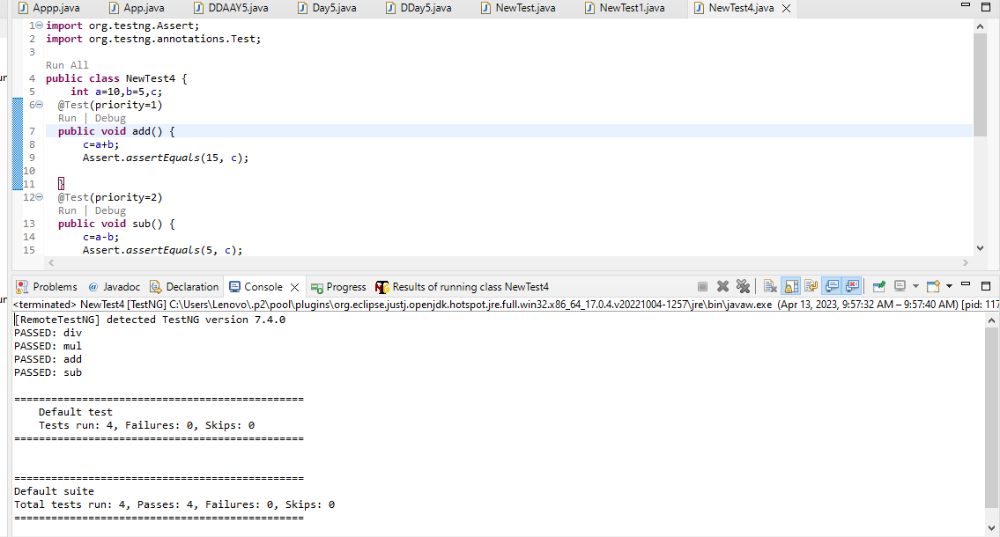 Appp.java App.java DDAAY5.java Day5.java DDay5.java NewTest.java NewTest1.java NewTest4.java
1 import org.testng.Assert;
2 import org.testng.annotations.Test;
3
Run All
4 public class NewTest4 {
5 int a=10,b=5,c;
6 @Test(priority=1)
Run | Debug
7 public void add() {
8 c=a+b;
9 Assert.assertEquals(15, c);
10
11 }
12 @Test(priority=2)
Run | Debug
13 public void sub() {
14 c=a-b;
15 Assert.assertEquals(5, c);
Problems @ Javadoc Declaration Console Progress Results of running class NewTest4
<terminated> NewTest4 [TestNG] C:\Users\Lenovo\.p2\pool\plugins\org.eclipse.justj.openjdk.hotspot.jre.full.win32.x86_64_17.0.4.v20221004-1257\jre\bin\javaw.exe (Apr 13, 2023, 9:57:32 AM – 9:57:40 AM) [pid: 117
[RemoteTestNG] detected TestNG version 7.4.0
PASSED: div
PASSED: mul
PASSED: add
PASSED: sub
===============================================
Default test
Tests run: 4, Failures: 0, Skips: 0
===============================================
===============================================
Default suite
Total tests run: 4, Passes: 4, Failures: 0, Skips: 0
===============================================